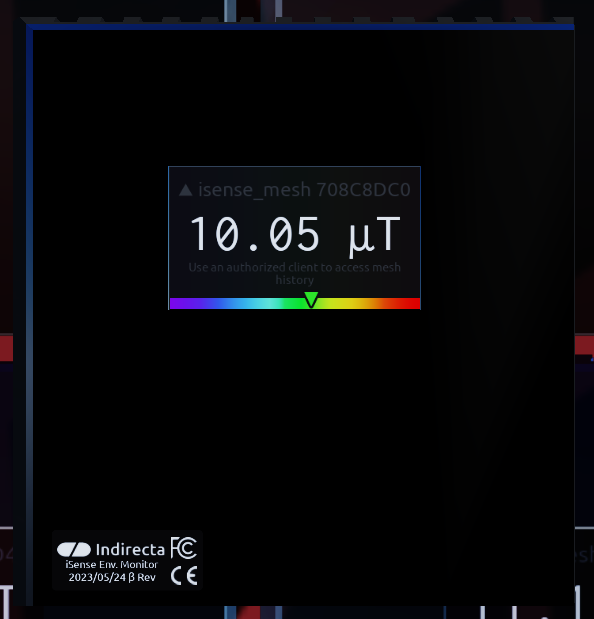 ▲ isense_mesh 708C8DC0
10.05 µT
Use an authorized client to access mesh
history
Indirecta FC
iSense Env. Monitor
2023/05/24 β Rev
CE